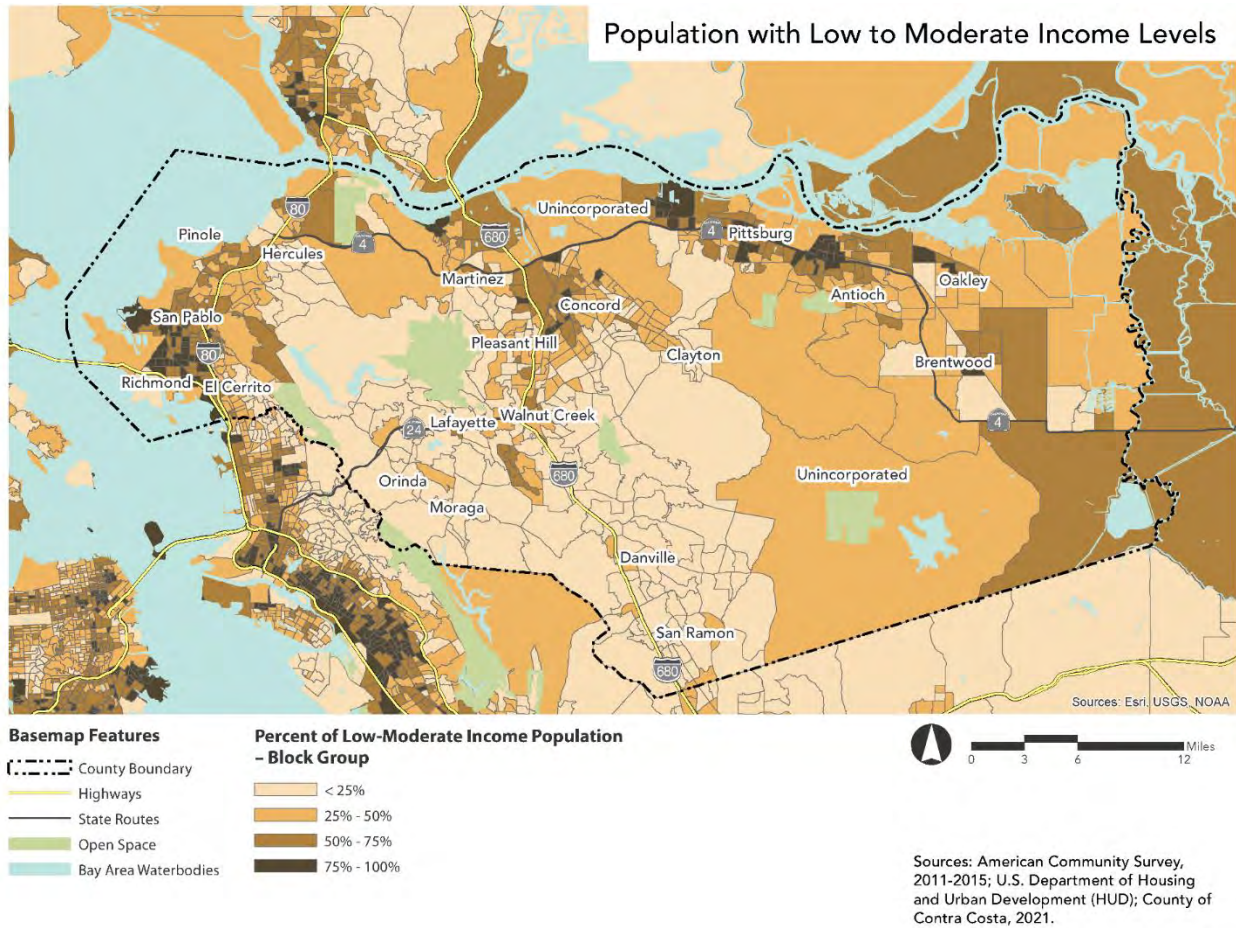 Population with Low to Moderate Income Levels
80
Pinole
Hercules
4
Martinez
680
Unincorporated
4
Pittsburg
Concord
Antioch
Oakley
San Pablo
80
Pleasant Hill
Clayton
Brentwood
Richmond
El Cerrito
24
Lafayette
Walnut Creek
4
680
Orinda
Moraga
Unincorporated
Danville
San Ramon
680
Sources: Esri, USGS, NOAA
Basemap Features
County Boundary
Highways
State Routes
Open Space
Bay Area Waterbodies
Percent of Low-Moderate Income Population
– Block Group
< 25%
25% - 50%
50% - 75%
75% - 100%
Miles
0 3 6 12
Sources: American Community Survey,
2011-2015; U.S. Department of Housing
and Urban Development (HUD); County of
Contra Costa, 2021.